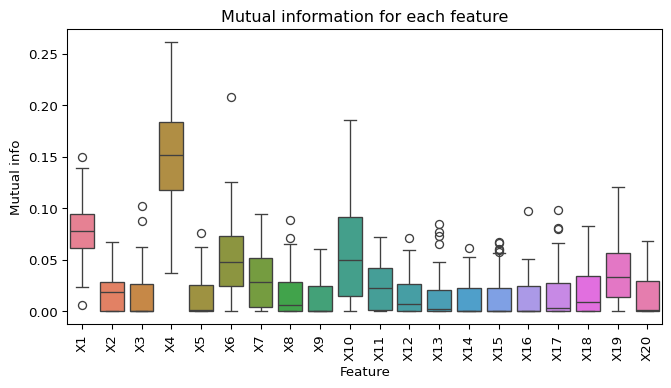 Mutual information for each feature
Mutual info
0.25
0.20
0.15
0.10
0.05
0.00
X1 X2 X3 X4 X5 X6 X7 X8 X9 X10 X11 X12 X13 X14 X15 X16 X17 X18 X19 X20
Feature